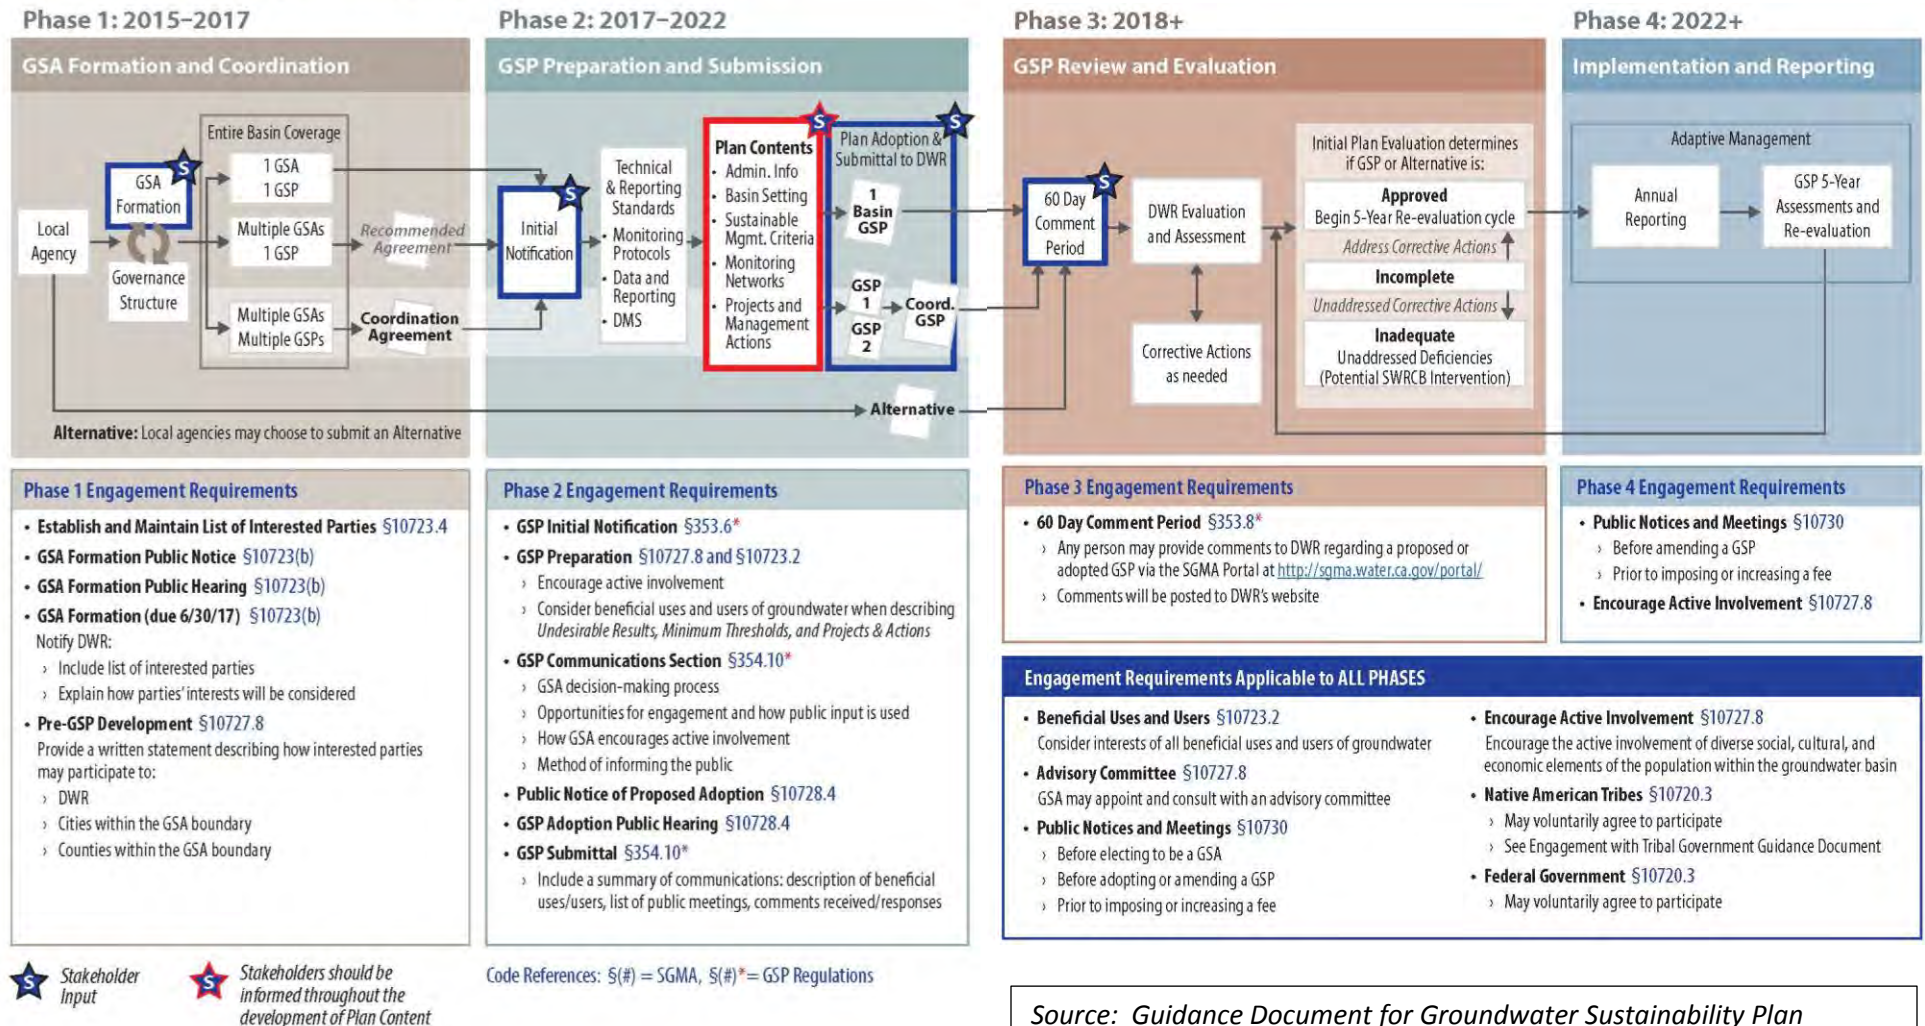 Phase 1: 2015–2017
GSA Formation and Coordination
Local
Agency
GSA
Formation
S
Governance
Structure
Entire Basin Coverage
1 GSA
1 GSP
Multiple GSAs
1 GSP
Multiple GSAs
Multiple GSPs
Recommended
Agreement
Coordination
Agreement
Alternative: Local agencies may choose to submit an Alternative
Phase 2: 2017–2022
GSP Preparation and Submission
Initial
Notification
S
Technical
& Reporting
Standards
• Monitoring
Protocols
• Data and
Reporting
• DMS
S
Plan Contents
• Admin. Info
• Basin Setting
• Sustainable
Mgmt. Criteria
• Monitoring
Networks
• Projects and
Management
Actions
S
Plan Adoption &
Submittal to DWR
1
Basin
GSP
GSP
1
GSP
2
Coord.
GSP
Alternative
Phase 3: 2018+
GSP Review and Evaluation
S
60 Day
Comment
Period
DWR Evaluation
and Assessment
Corrective Actions
as needed
Initial Plan Evaluation determines
if GSP or Alternative is:
Approved
Begin 5-Year Re-evaluation cycle
Address Corrective Actions
Incomplete
Unaddressed Corrective Actions
Inadequate
Unaddressed Deficiencies
(Potential SWRCB Intervention)
Phase 4: 2022+
Implementation and Reporting
Adaptive Management
Annual
Reporting
GSP 5-Year
Assessments and
Re-evaluation
Phase 1 Engagement Requirements
• Establish and Maintain List of Interested Parties §10723.4
• GSA Formation Public Notice §10723(b)
• GSA Formation Public Hearing §10723(b)
• GSA Formation (due 6/30/17) §10723(b)
Notify DWR:
› Include list of interested parties
› Explain how parties' interests will be considered
• Pre-GSP Development §10727.8
Provide a written statement describing how interested parties
may participate to:
› DWR
› Cities within the GSA boundary
› Counties within the GSA boundary
Phase 2 Engagement Requirements
• GSP Initial Notification §353.6*
• GSP Preparation §10727.8 and §10723.2
› Encourage active involvement
› Consider beneficial uses and users of groundwater when describing
Undesirable Results, Minimum Thresholds, and Projects & Actions
• GSP Communications Section §354.10*
› GSA decision-making process
› Opportunities for engagement and how public input is used
› How GSA encourages active involvement
› Method of informing the public
• Public Notice of Proposed Adoption §10728.4
• GSP Adoption Public Hearing §10728.4
• GSP Submittal §354.10*
› Include a summary of communications: description of beneficial
uses/users, list of public meetings, comments received/responses
Phase 3 Engagement Requirements
• 60 Day Comment Period §353.8*
› Any person may provide comments to DWR regarding a proposed or
adopted GSP via the SGMA Portal at http://sgma.water.ca.gov/portal/
› Comments will be posted to DWR's website
Phase 4 Engagement Requirements
• Public Notices and Meetings §10730
› Before amending a GSP
› Prior to imposing or increasing a fee
• Encourage Active Involvement §10727.8
Engagement Requirements Applicable to ALL PHASES
• Beneficial Uses and Users §10723.2
Consider interests of all beneficial uses and users of groundwater
• Advisory Committee §10727.8
GSA may appoint and consult with an advisory committee
• Public Notices and Meetings §10730
› Before electing to be a GSA
› Before adopting or amending a GSP
› Prior to imposing or increasing a fee
• Encourage Active Involvement §10727.8
Encourage the active involvement of diverse social, cultural, and
economic elements of the population within the groundwater basin
• Native American Tribes §10720.3
› May voluntarily agree to participate
› See Engagement with Tribal Government Guidance Document
• Federal Government §10720.3
› May voluntarily agree to participate
S
Stakeholder
Input
S
Stakeholders should be
informed throughout the
development of Plan Content
Code References: §(#) = SGMA, §(#)*= GSP Regulations
Source: Guidance Document for Groundwater Sustainability Plan